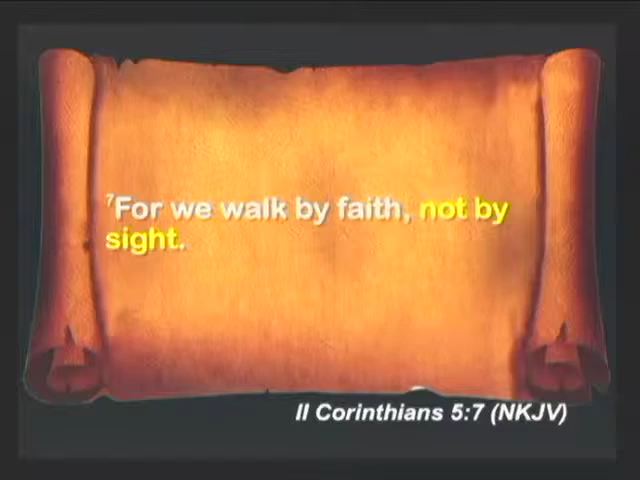 ⁷For we walk by faith, not by
sight.
II Corinthians 5:7 (NKJV)